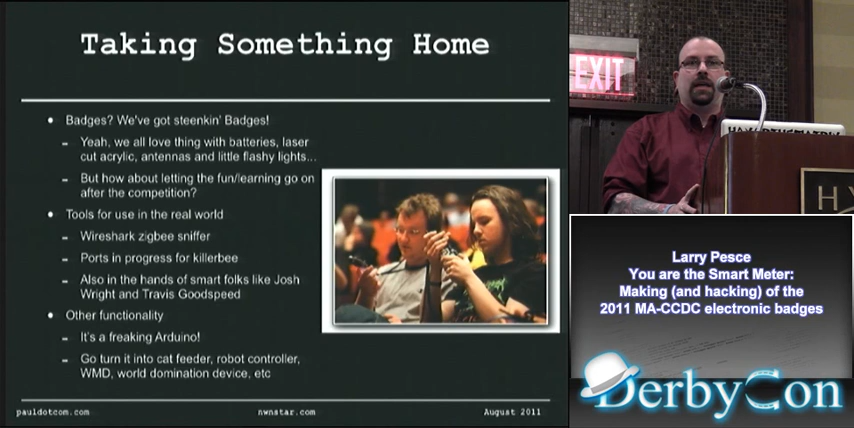 Taking Something Home
Badges? We've got steenkin' Badges!
Yeah, we all love thing with batteries, laser
cut acrylic, antennas and little flashy lights...
But how about letting the fun/learning go on
after the competition?
Tools for use in the real world
Wireshark zigbee sniffer
Ports in progress for killerbee
Also in the hands of smart folks like Josh
Wright and Travis Goodspeed
Other functionality
It's a freaking Arduino!
Go turn it into cat feeder, robot controller,
WMD, world domination device, etc
pauldotcom.com
nwnstar.com
August 2011
EXIT
HY
Larry Pesce
You are the Smart Meter:
Making (and hacking) of the
2011 MA-CCDC electronic badges
DerbyCon